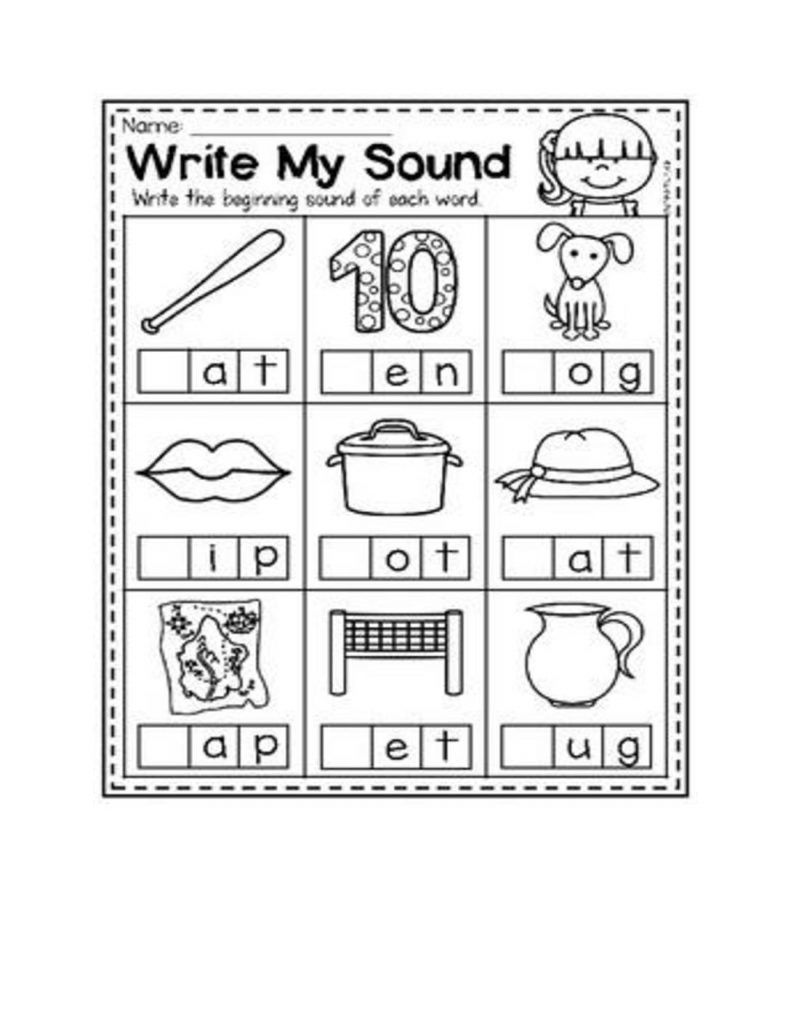 Name:
Write My Sound
Write the beginning sound of each word.
10
at
en
og
ip
ot
at
ap
et
ug